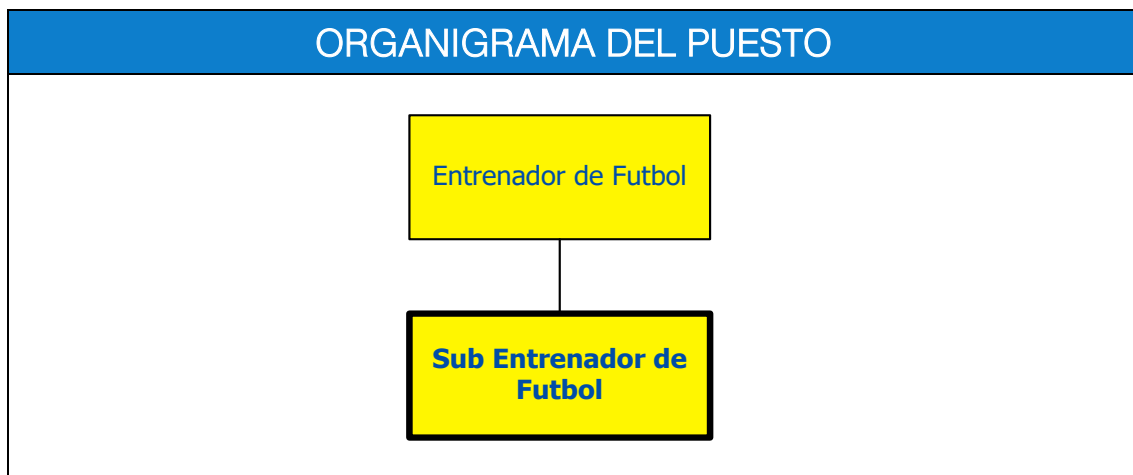 ORGANIGRAMA DEL PUESTO
Entrenador de Futbol
Sub Entrenador de
Futbol